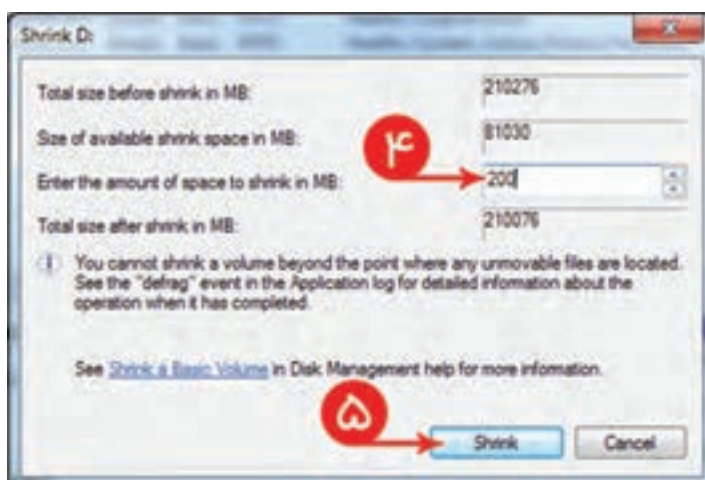 Shrink D:
Total size before shrink in MB: 210276
Size of available shrink space in MB: 81030
۴
Enter the amount of space to shrink in MB: 200
Total size after shrink in MB: 210076
You cannot shrink a volume beyond the point where any unmovable files are located.
See the "defrag" event in the Application log for detailed information about the
operation when it has completed.
See Shrink a Basic Volume in Disk Management help for more information.
۵
Shrink Cancel